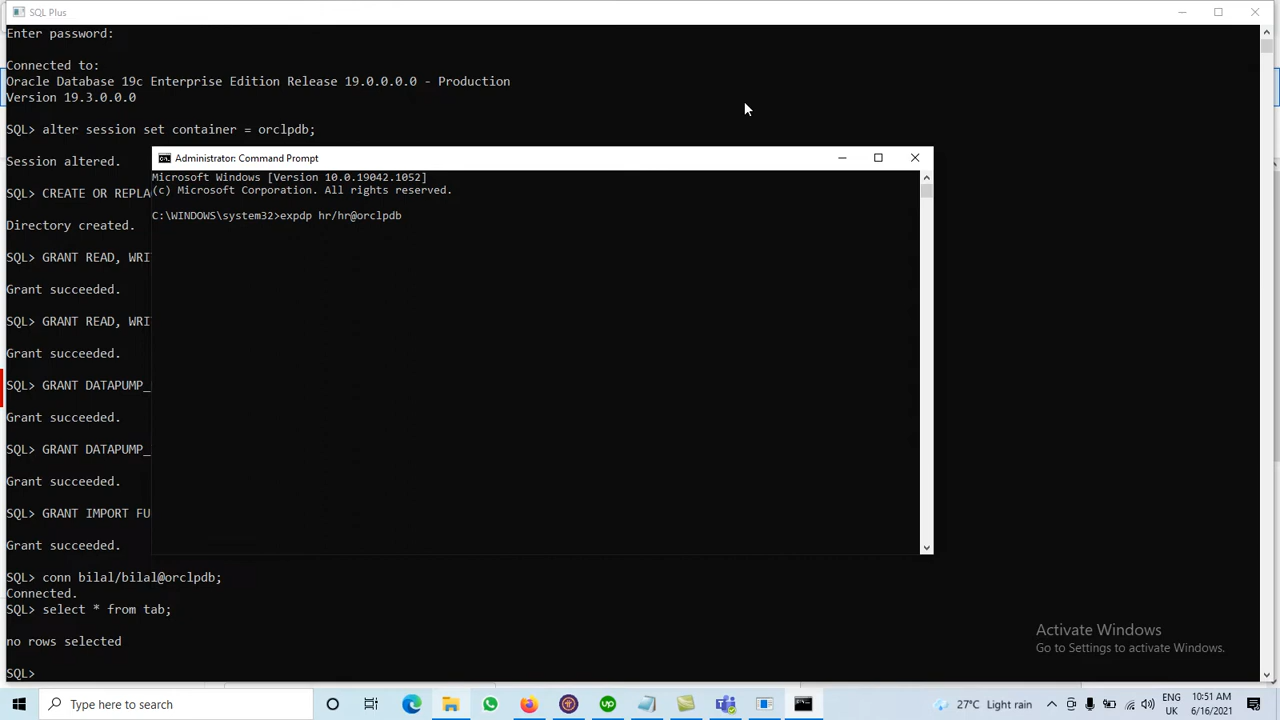 SQL Plus
Enter password:
Connected to:
Oracle Database 19c Enterprise Edition Release 19.0.0.0.0 - Production
Version 19.3.0.0.0
SQL> alter session set container = orclpdb;
Session altered.
SQL> CREATE OR REPLA
Directory created.
SQL> GRANT READ, WRI
Grant succeeded.
SQL> GRANT READ, WRI
Grant succeeded.
SQL> GRANT DATAPUMP_
Grant succeeded.
SQL> GRANT DATAPUMP_
Grant succeeded.
SQL> GRANT IMPORT FU
Grant succeeded.
SQL> conn bilal/bilal@orclpdb;
Connected.
SQL> select * from tab;
no rows selected
SQL>
Administrator: Command Prompt
Microsoft Windows [Version 10.0.19042.1052]
(c) Microsoft Corporation. All rights reserved.
C:\WINDOWS\system32>expdp hr/hr@orclpdb
Activate Windows
Go to Settings to activate Windows.
Type here to search
up
27°C Light rain
ENG
UK
10:51 AM
6/16/2021